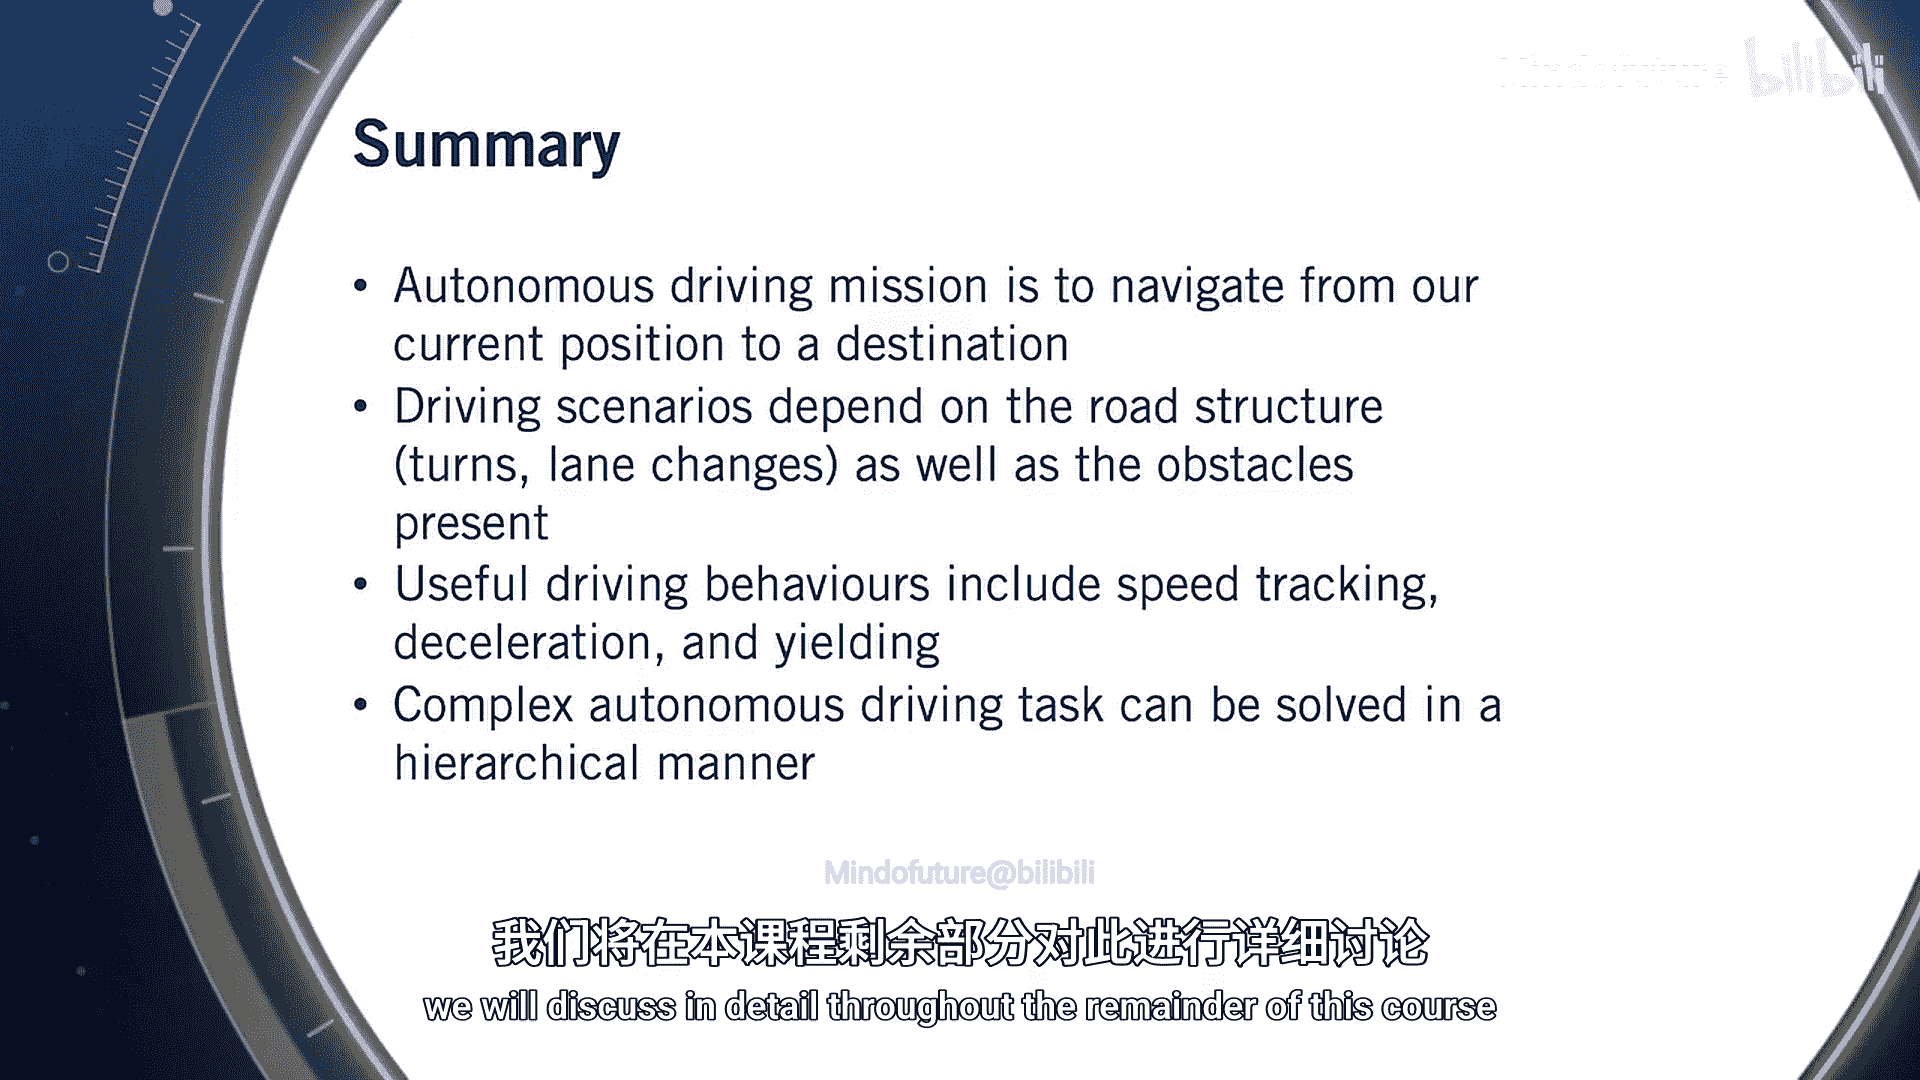 bilibili
Summary
• Autonomous driving mission is to navigate from our
current position to a destination
• Driving scenarios depend on the road structure
(turns, lane changes) as well as the obstacles
present
• Useful driving behaviours include speed tracking,
deceleration, and yielding
• Complex autonomous driving task can be solved in a
hierarchical manner
Mindofuture@bilibili
我们将在本课程剩余部分对此进行详细讨论
we will discuss in detail throughout the remainder of this course